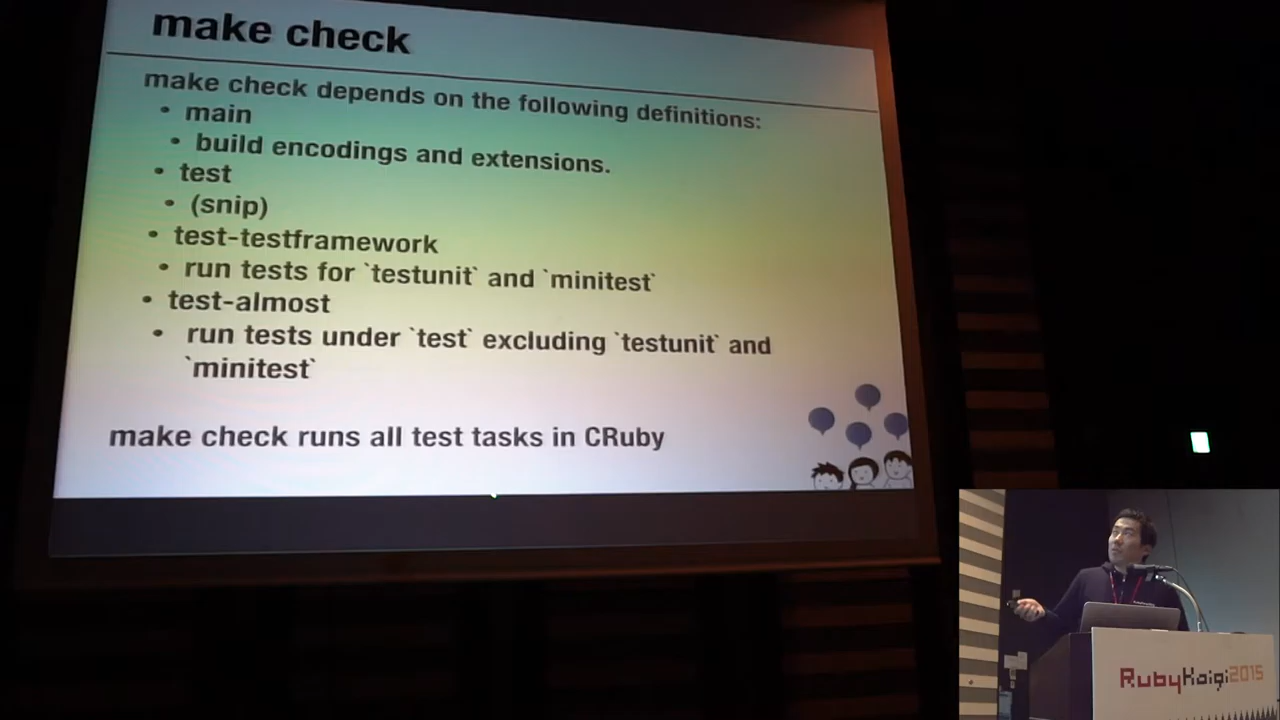 make check
make check depends on the following definitions:
• main
• build encodings and extensions.
• test
• (snip)
• test-testframework
• run tests for `testunit` and `minitest`
• test-almost
• run tests under `test` excluding `testunit` and
`minitest`
make check runs all test tasks in CRuby
RubyKaigi2015